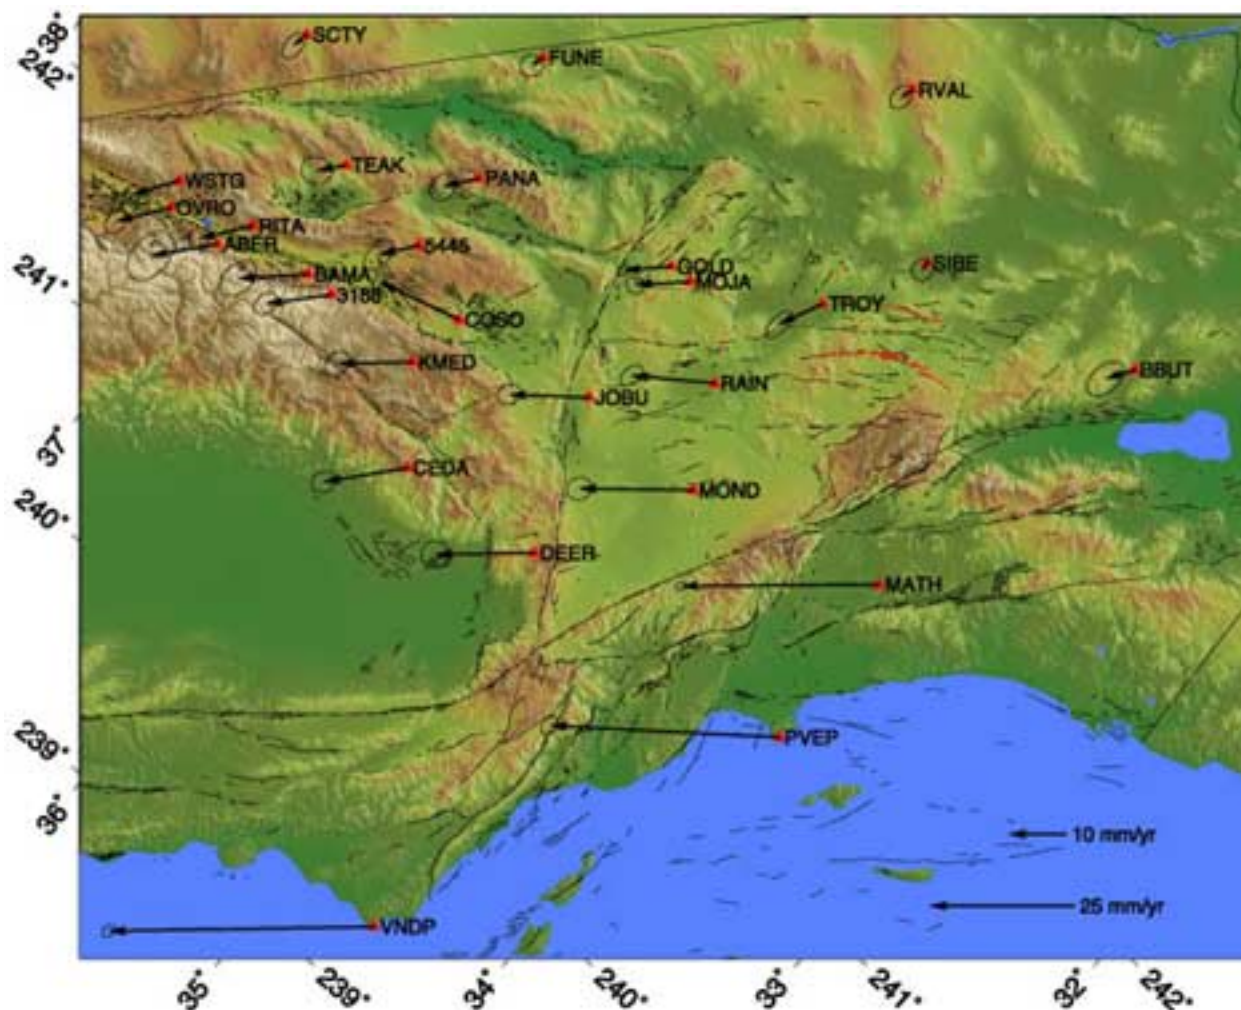 38°
242°
SCTY
FUNE
RVAL
TEAK
PANA
WSTG
OVRO
RITA
ABER
5446
GOLD
SIBE
241°
BAMA
MOJA
3188
TROY
COSO
KMED
BBUT
RAIN
JOBU
37°
CEDA
MOND
240°
DEER
MATH
PVEP
239°
36°
10 mm/yr
25 mm/yr
VNDP
35°
239°
34°
240°
33°
241°
32°
242°